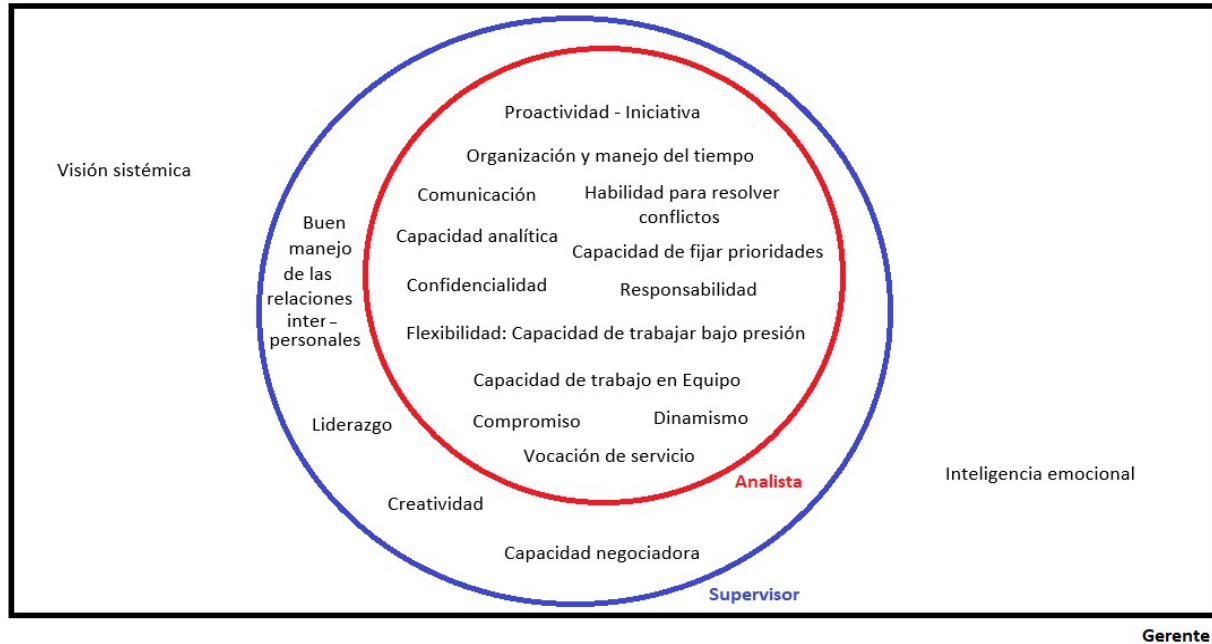 Proactividad - Iniciativa
Organización y manejo del tiempo
Visión sistémica
Comunicación
Habilidad para resolver
conflictos
Buen
manejo
de las
relaciones
inter –
personales
Capacidad analítica
Capacidad de fijar prioridades
Confidencialidad
Responsabilidad
Flexibilidad: Capacidad de trabajar bajo presión
Capacidad de trabajo en Equipo
Liderazgo
Compromiso
Dinamismo
Vocación de servicio
Analista
Inteligencia emocional
Creatividad
Capacidad negociadora
Supervisor
Gerente